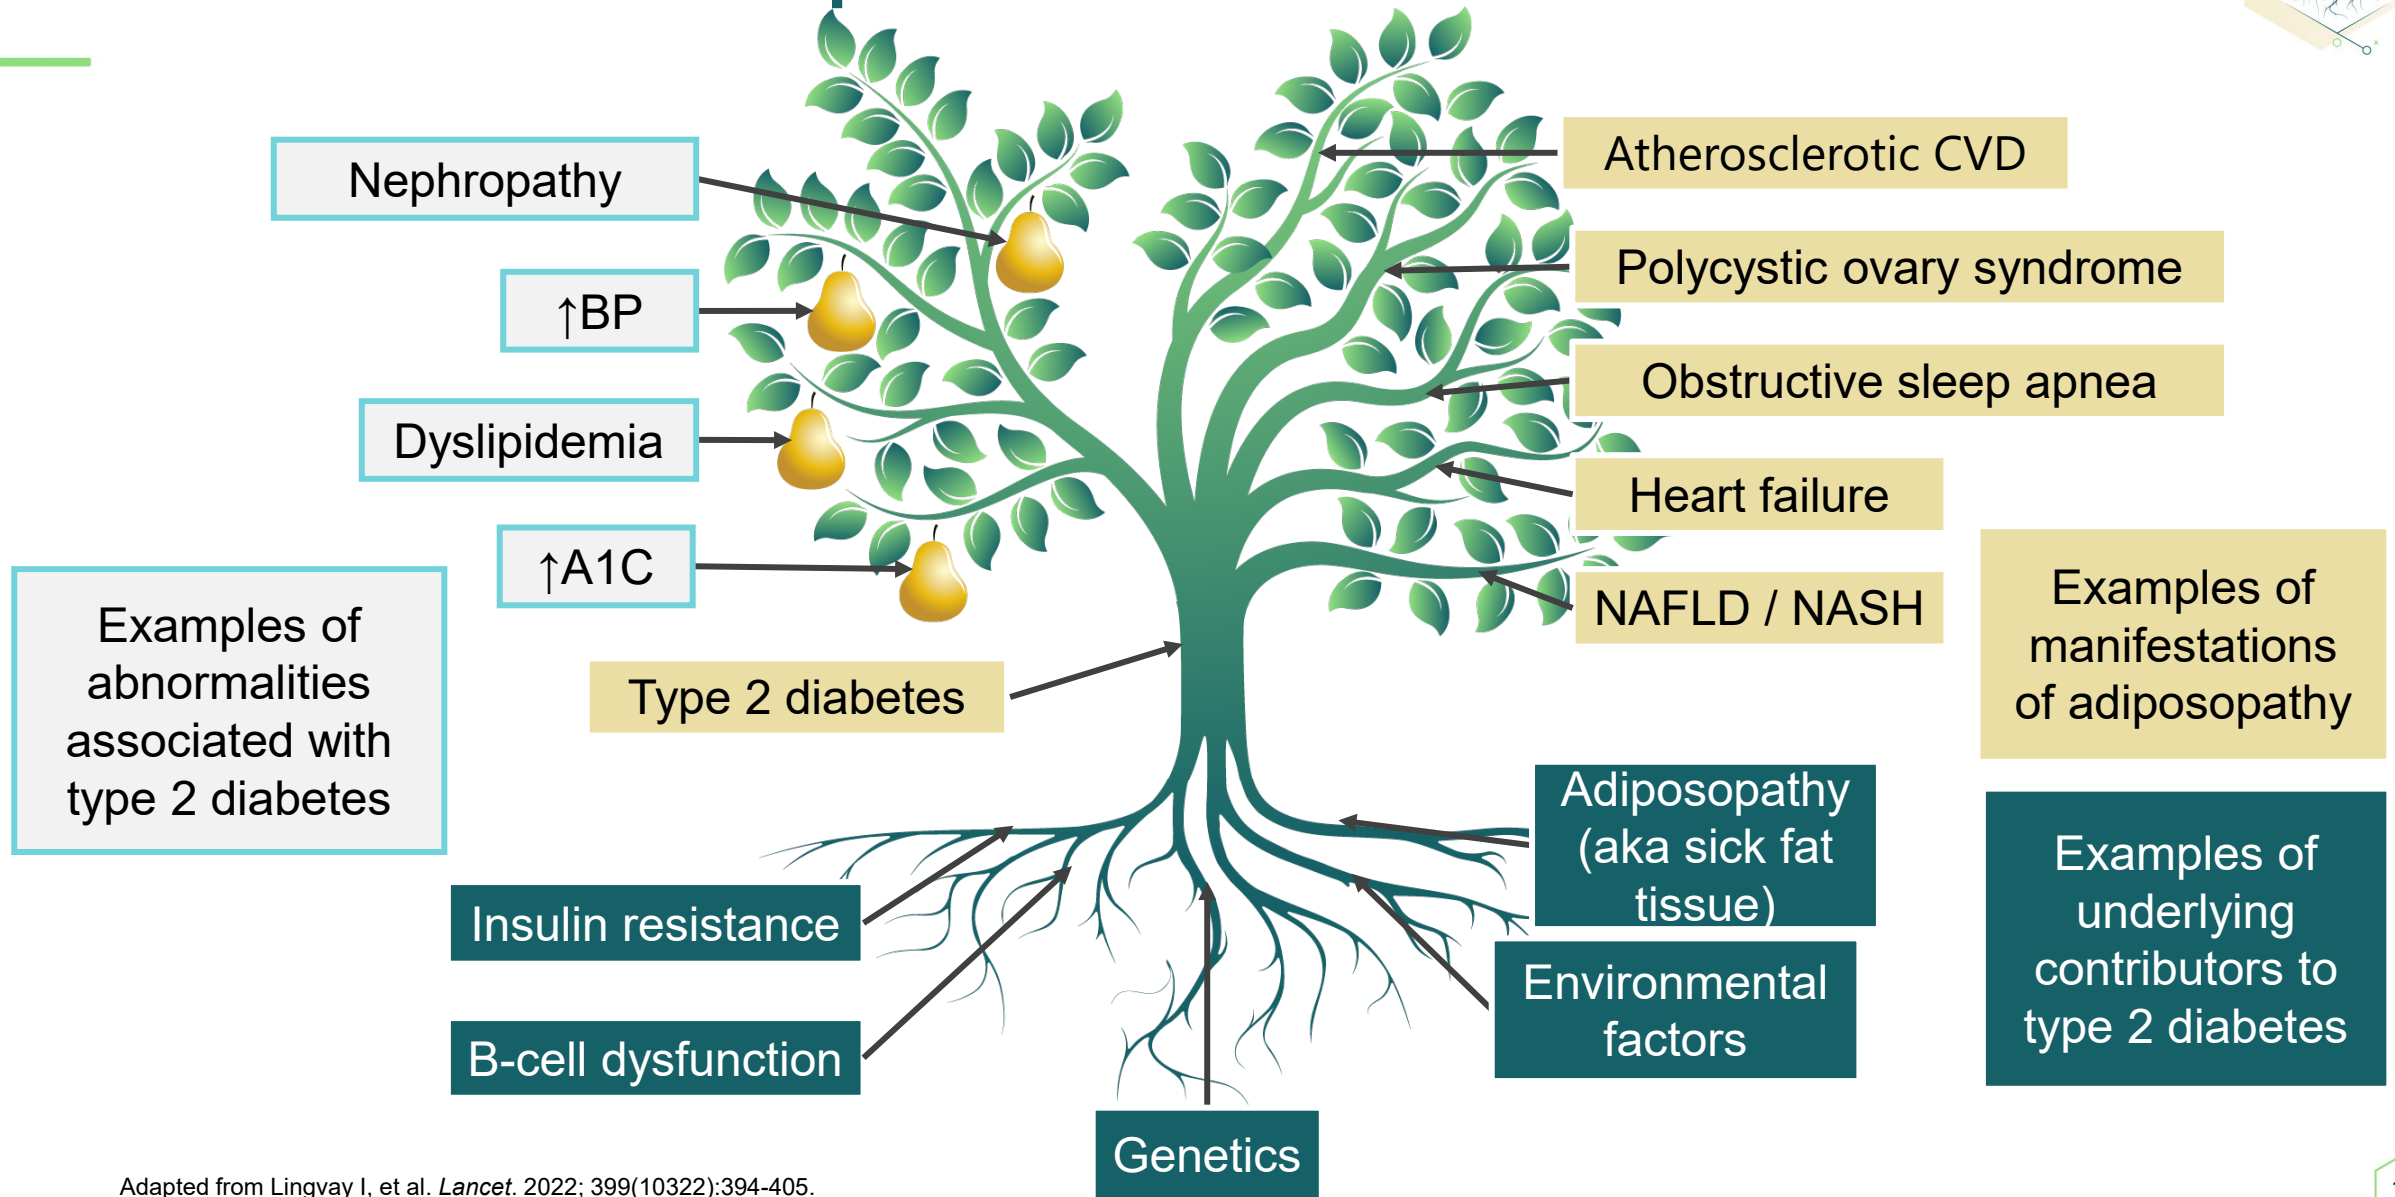 Nephropathy
↑BP
Dyslipidemia
↑A1C
Examples of
abnormalities
associated with
type 2 diabetes
Type 2 diabetes
Insulin resistance
B-cell dysfunction
Genetics
Atherosclerotic CVD
Polycystic ovary syndrome
Obstructive sleep apnea
Heart failure
NAFLD / NASH
Examples of
manifestations
of adiposopathy
Adiposopathy
(aka sick fat
tissue)
Environmental
factors
Examples of
underlying
contributors to
type 2 diabetes
Adapted from Lingvay I, et al. Lancet. 2022; 399(10322):394-405.